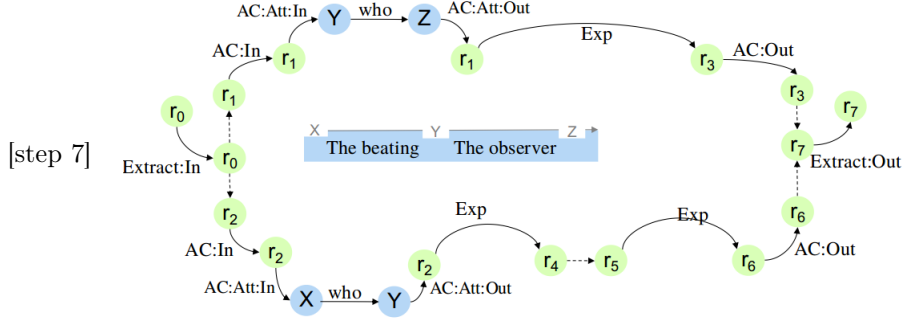 AC:Att:In Y who Z AC:Att:Out
AC:In r1 r1 Exp r3 AC:Out
r0 r1 r3 r7
X Y Z
[step 7] The beating The observer
Extract:In r0 r7 Extract:Out
r2 Exp Exp r6
AC:In r2 r2 r4 r5 r6 AC:Out
AC:Att:In X who Y AC:Att:Out